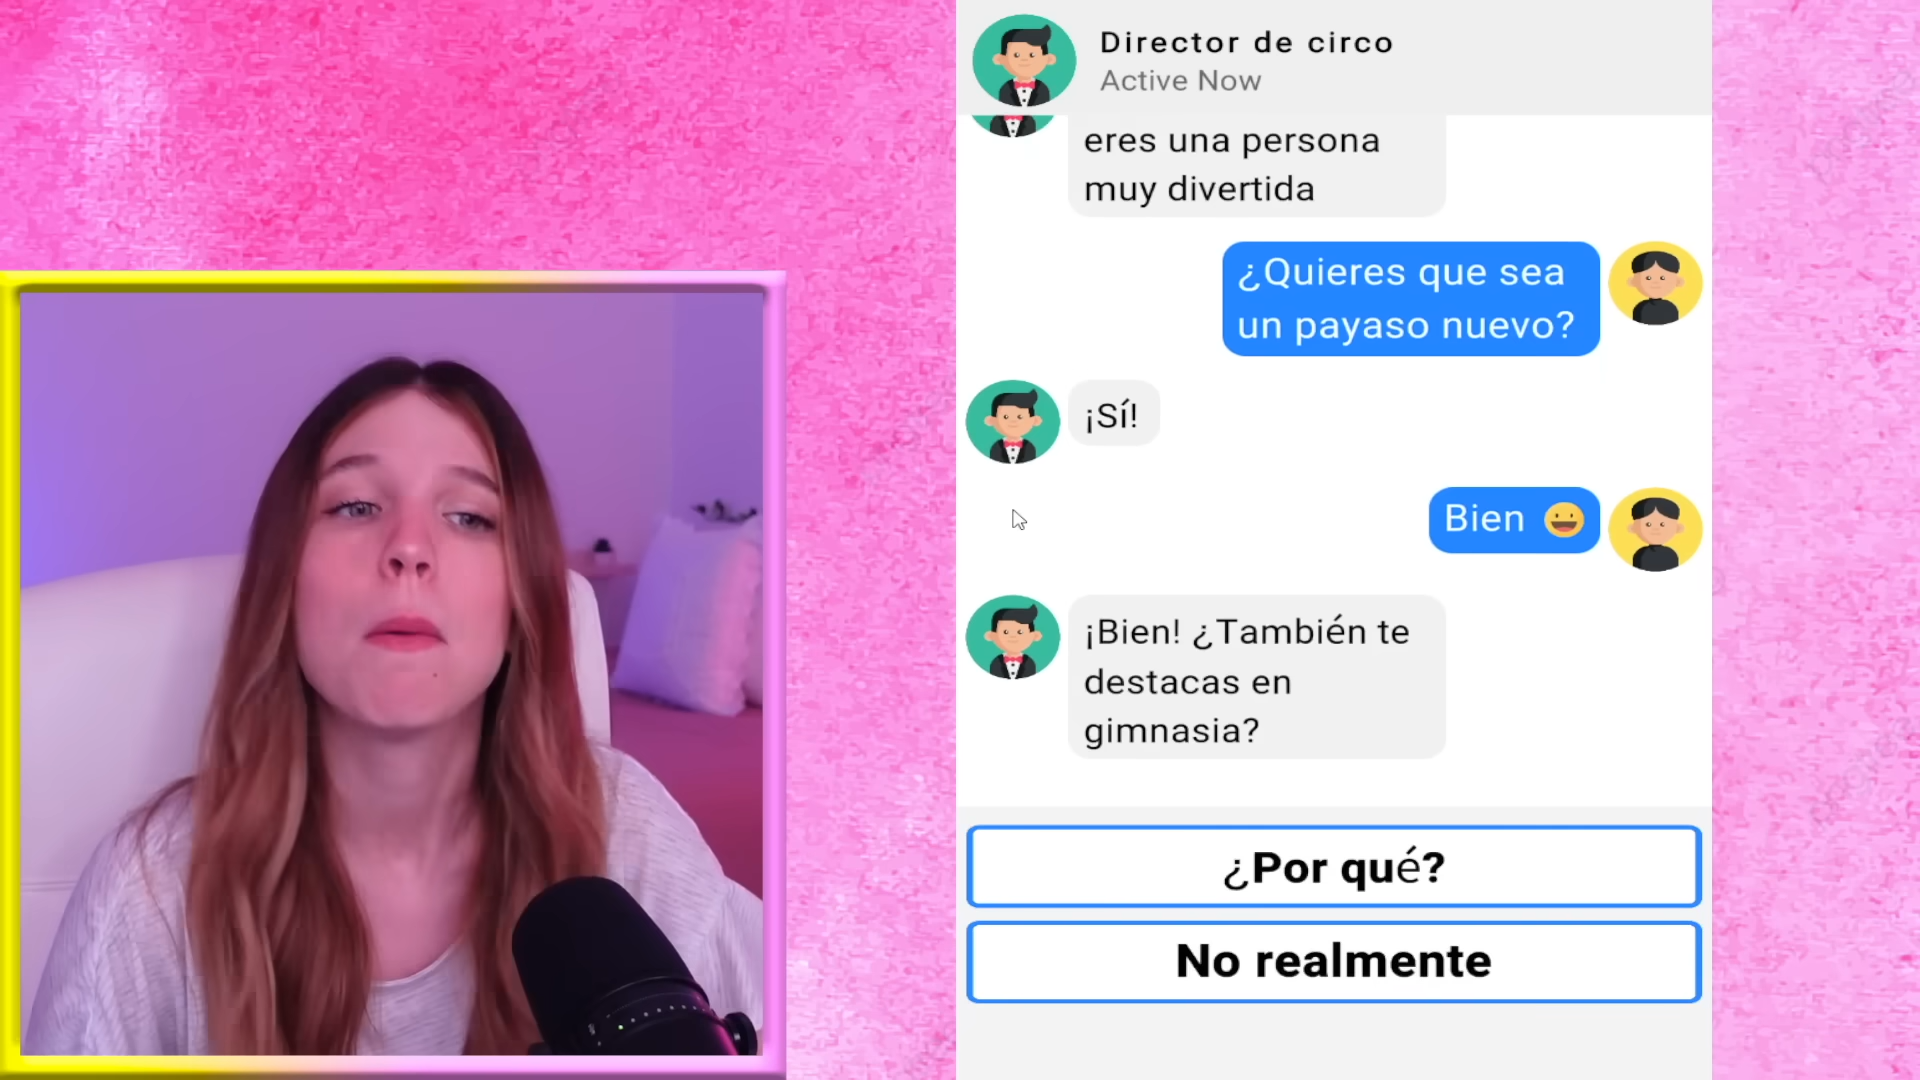 Director de circo
Active Now
eres una persona
muy divertida
¿Quieres que sea
un payaso nuevo?
¡Sí!
Bien 😀
¡Bien! ¿También te
destacas en
gimnasia?
¿Por qué?
No realmente